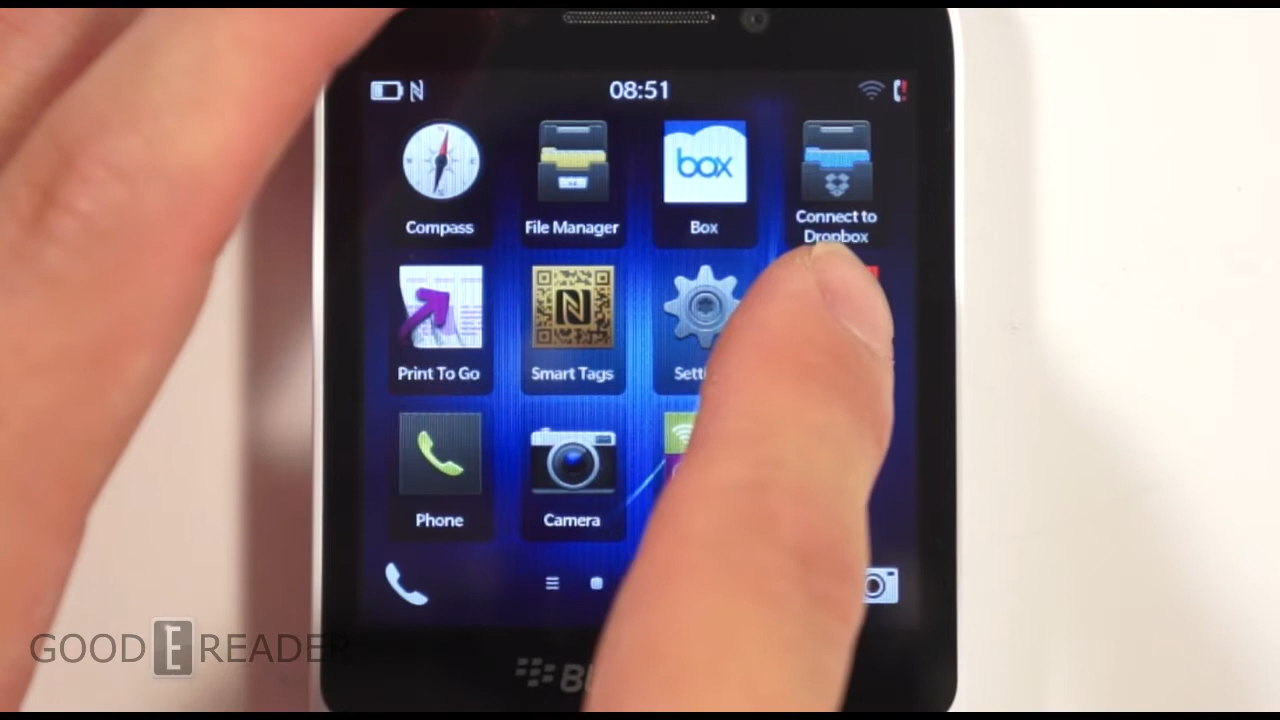 08:51
Compass
File Manager
box
Box
Connect to
Dropbox
Print To Go
Smart Tags
Phone
Camera
GOOD E READER